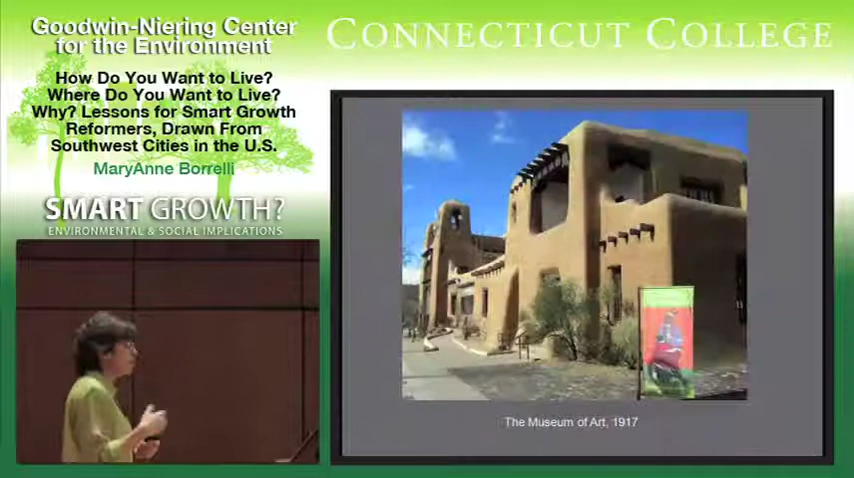 Goodwin-Niering Center
for the Environment
How Do You Want to Live?
Where Do You Want to Live?
Why? Lessons for Smart Growth
Reformers, Drawn From
Southwest Cities in the U.S.
MaryAnne Borrelli
SMART GROWTH?
ENVIRONMENTAL & SOCIAL IMPLICATIONS
CONNECTICUT COLLEGE
The Museum of Art, 1917